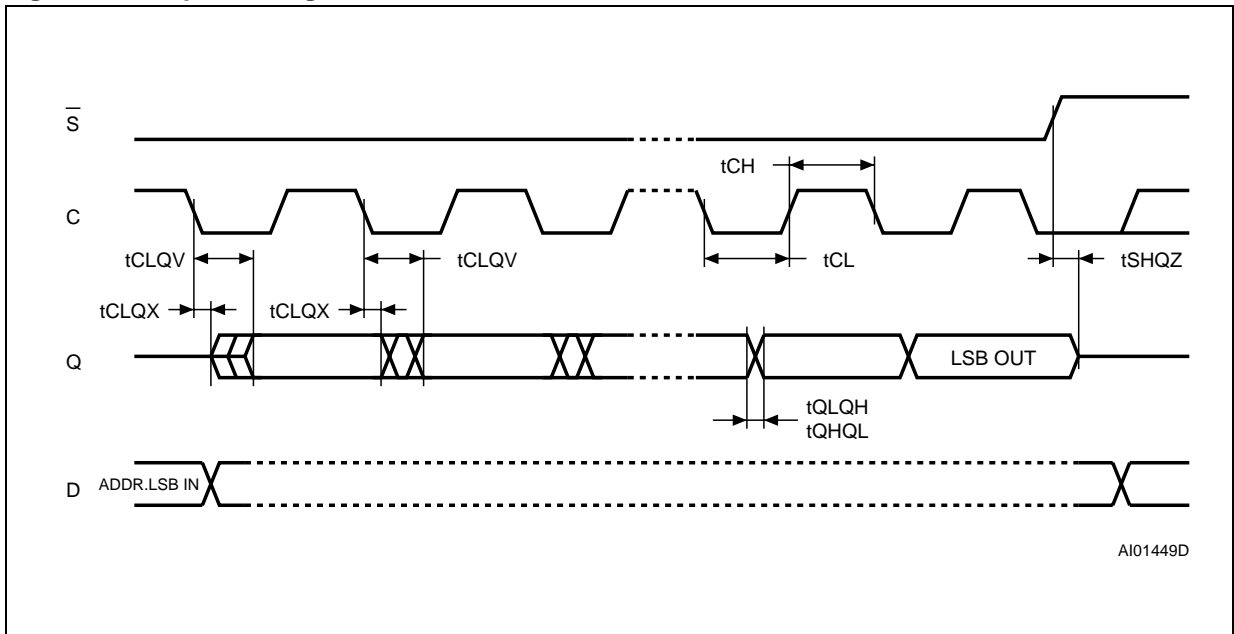 S
tCH
C
tCLQV
tCLQV
tCL
tSHQZ
tCLQX
tCLQX
Q
LSB OUT
tQLQH
tQHQL
D
ADDR.LSB IN
AI01449D